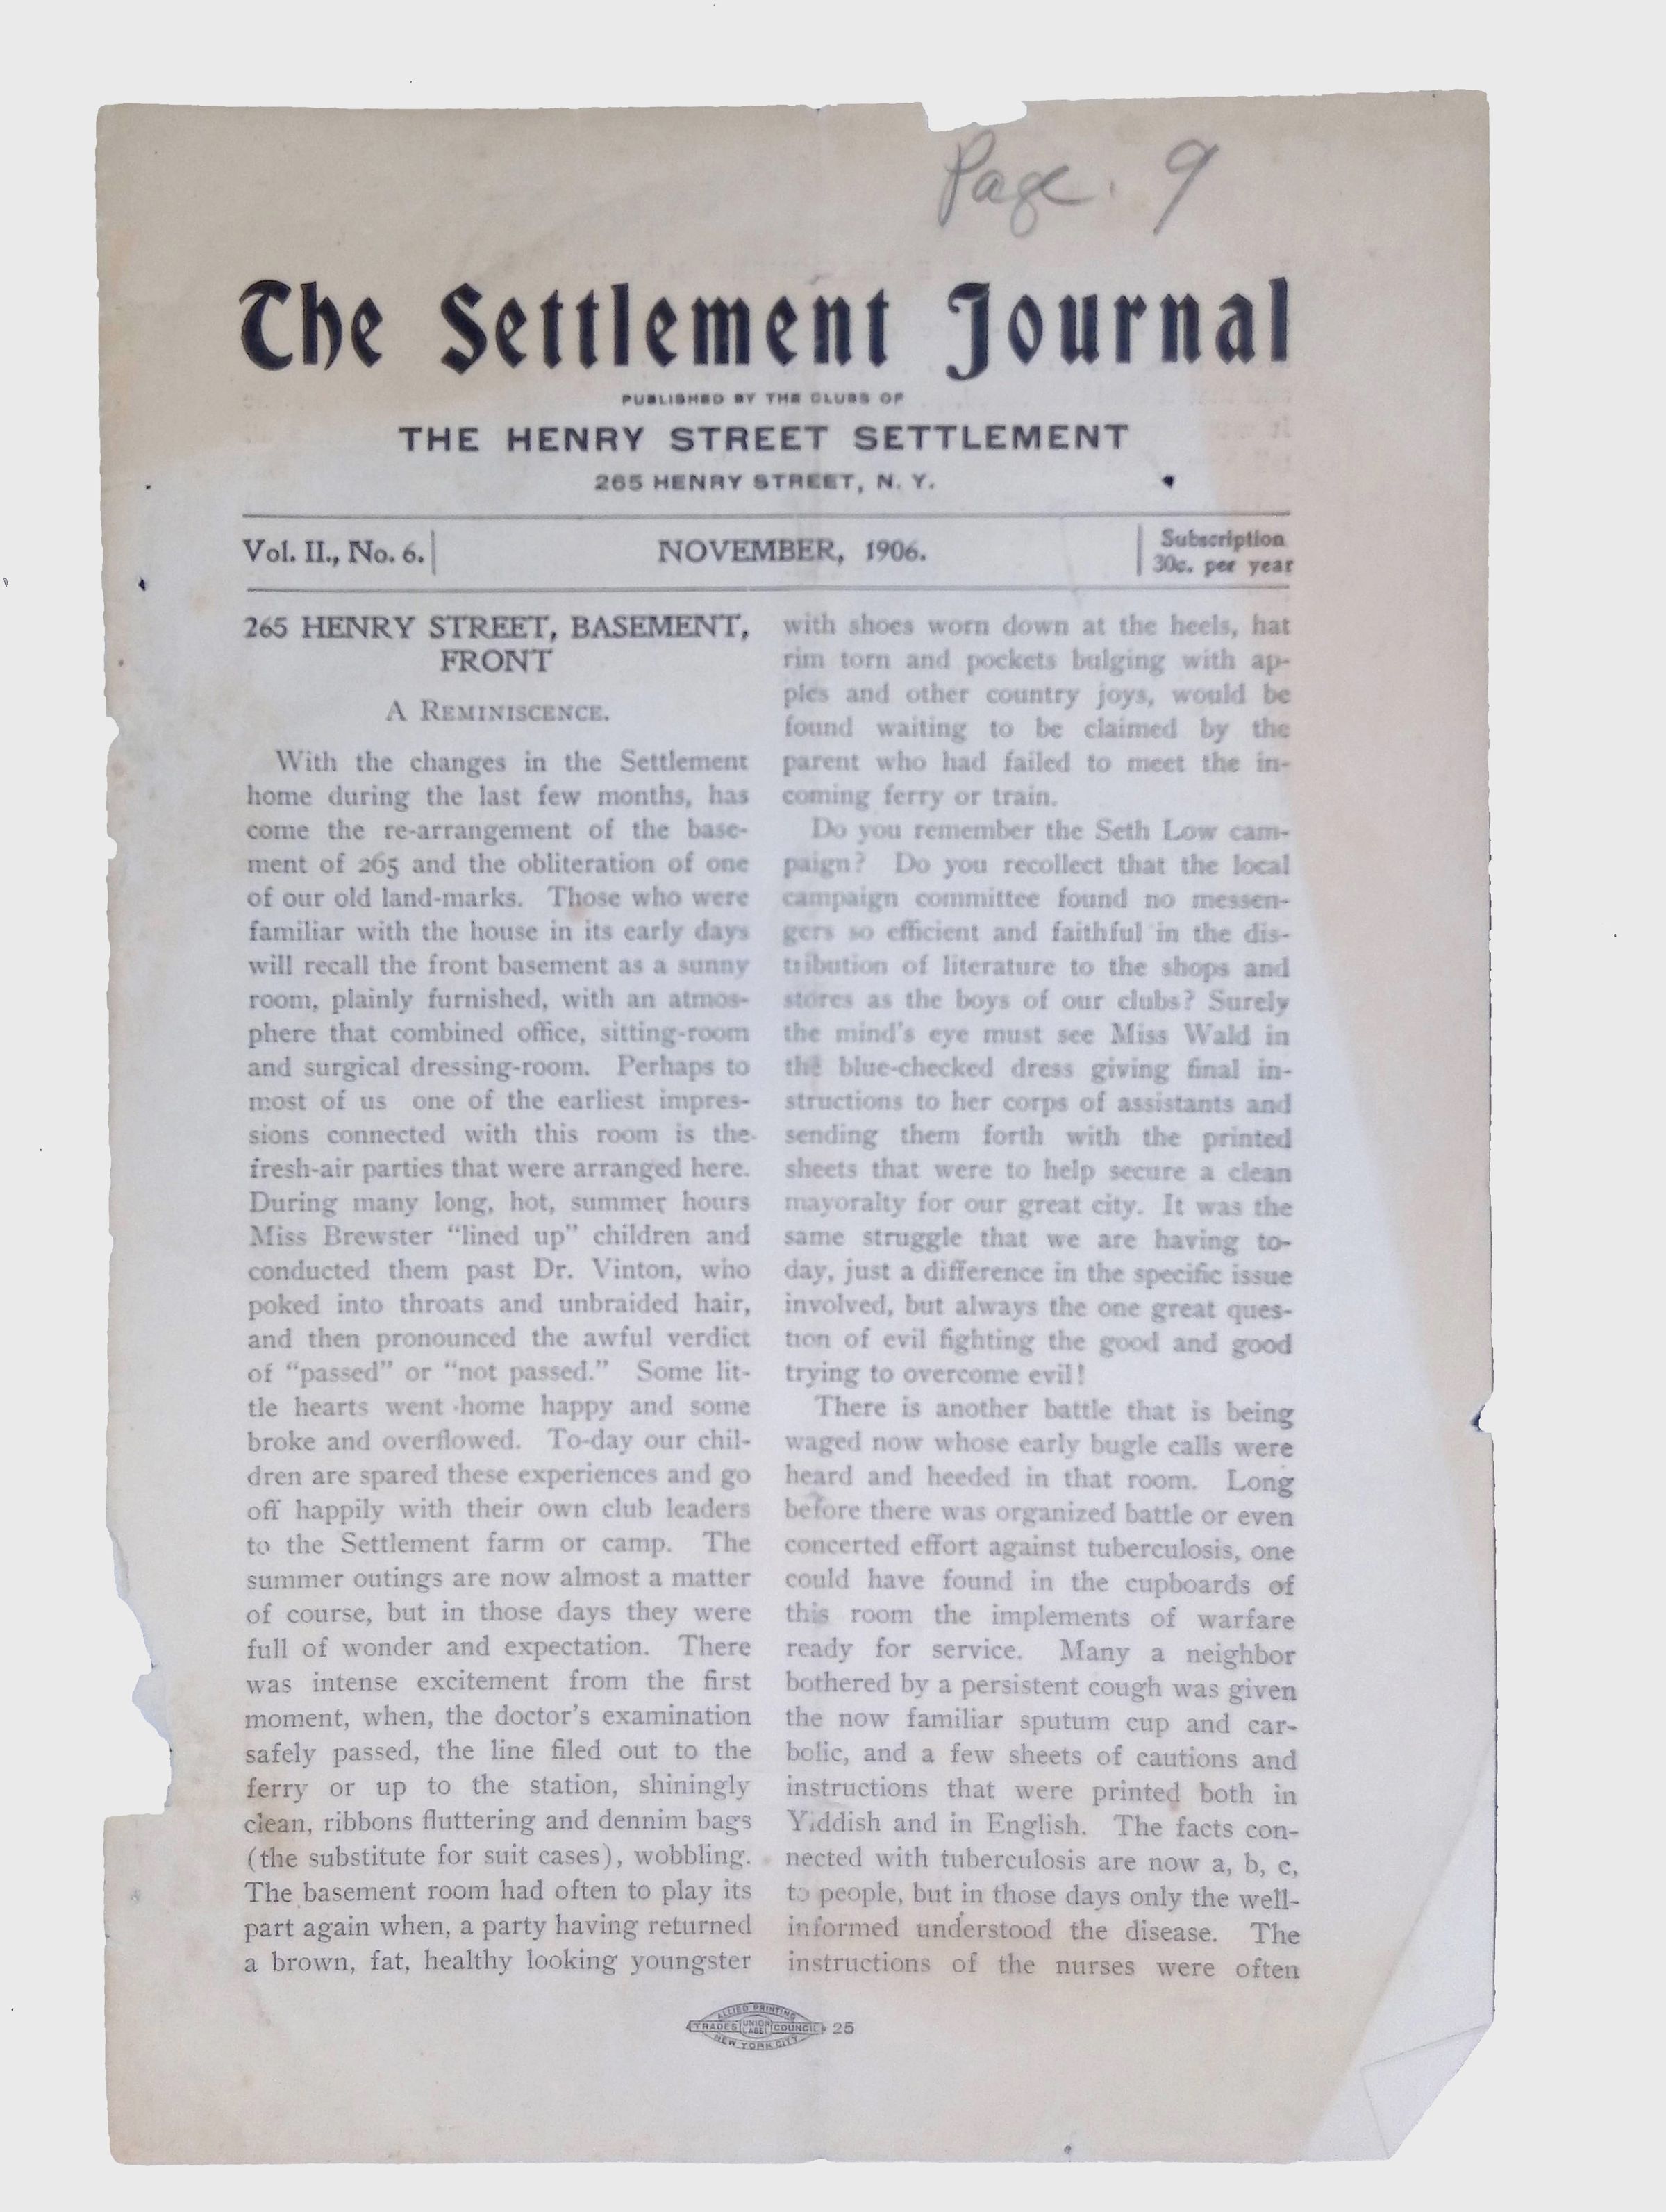 Page. 9
The Settlement Journal
PUBLISHED BY THE CLUBS OF
THE HENRY STREET SETTLEMENT
265 HENRY STREET, N. Y.
Vol. II., No. 6.
NOVEMBER, 1906.
Subscription
30c. per year
265 HENRY STREET, BASEMENT,
FRONT
A REMINISCENCE.
With the changes in the Settlement
home during the last few months, has
come the re-arrangement of the base-
ment of 265 and the obliteration of one
of our old land-marks. Those who were
familiar with the house in its early days
will recall the front basement as a sunny
room, plainly furnished, with an atmos-
phere that combined office, sitting-room
and surgical dressing-room. Perhaps to
most of us one of the earliest impres-
sions connected with this room is the
fresh-air parties that were arranged here.
During many long, hot, summer hours
Miss Brewster “lined up” children and
conducted them past Dr. Vinton, who
poked into throats and unbraided hair,
and then pronounced the awful verdict
of “passed” or “not passed.” Some lit-
tle hearts went home happy and some
broke and overflowed. To-day our chil-
dren are spared these experiences and go
off happily with their own club leaders
to the Settlement farm or camp. The
summer outings are now almost a matter
of course, but in those days they were
full of wonder and expectation. There
was intense excitement from the first
moment, when, the doctor’s examination
safely passed, the line filed out to the
ferry or up to the station, shiningly
clean, ribbons fluttering and dennim bags
(the substitute for suit cases), wobbling.
The basement room had often to play its
part again when, a party having returned
a brown, fat, healthy looking youngster
with shoes worn down at the heels, hat
rim torn and pockets bulging with ap-
ples and other country joys, would be
found waiting to be claimed by the
parent who had failed to meet the in-
coming ferry or train.
Do you remember the Seth Low cam-
paign? Do you recollect that the local
campaign committee found no messen-
gers so efficient and faithful in the dis-
tribution of literature to the shops and
stores as the boys of our clubs? Surely
the mind’s eye must see Miss Wald in
the blue-checked dress giving final in-
structions to her corps of assistants and
sending them forth with the printed
sheets that were to help secure a clean
mayoralty for our great city. It was the
same struggle that we are having to-
day, just a difference in the specific issue
involved, but always the one great ques-
tion of evil fighting the good and good
trying to overcome evil!
There is another battle that is being
waged now whose early bugle calls were
heard and heeded in that room. Long
before there was organized battle or even
concerted effort against tuberculosis, one
could have found in the cupboards of
this room the implements of warfare
ready for service. Many a neighbor
bothered by a persistent cough was given
the now familiar sputum cup and car-
bolic, and a few sheets of cautions and
instructions that were printed both in
Yiddish and in English. The facts con-
nected with tuberculosis are now a, b, c,
to people, but in those days only the well-
informed understood the disease. The
instructions of the nurses were often
ALLIED PRINTING
TRADES UNION LABEL COUNCIL
NEW YORK CITY
25